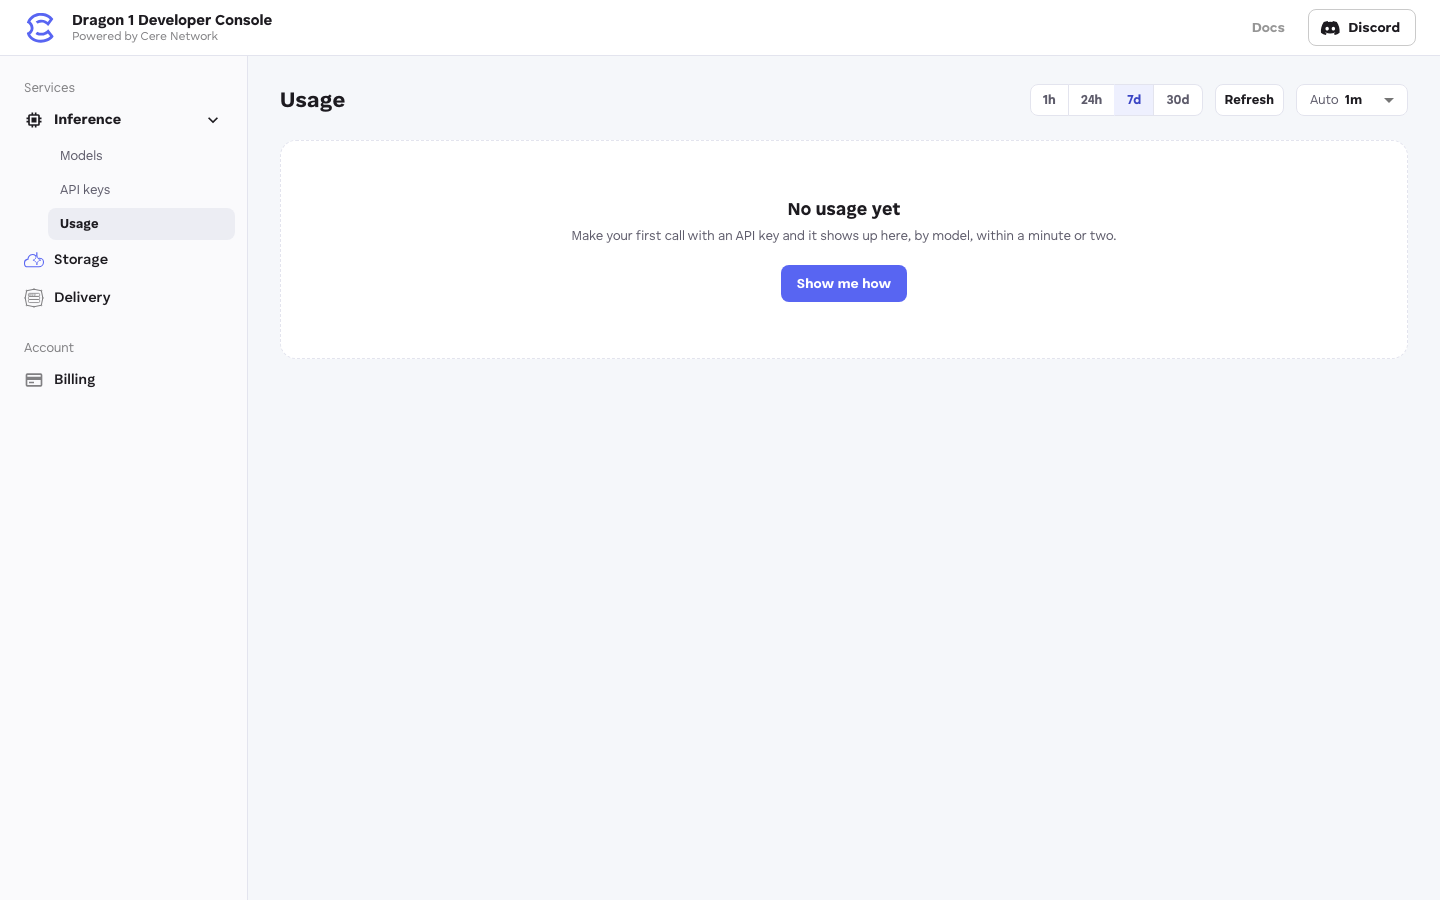 Dragon 1 Developer Console
Powered by Cere Network
Docs
Discord
Services
Inference
Models
API keys
Usage
Storage
Delivery
Account
Billing
Usage
1h
24h
7d
30d
Refresh
Auto 1m
No usage yet
Make your first call with an API key and it shows up here, by model, within a minute or two.
Show me how